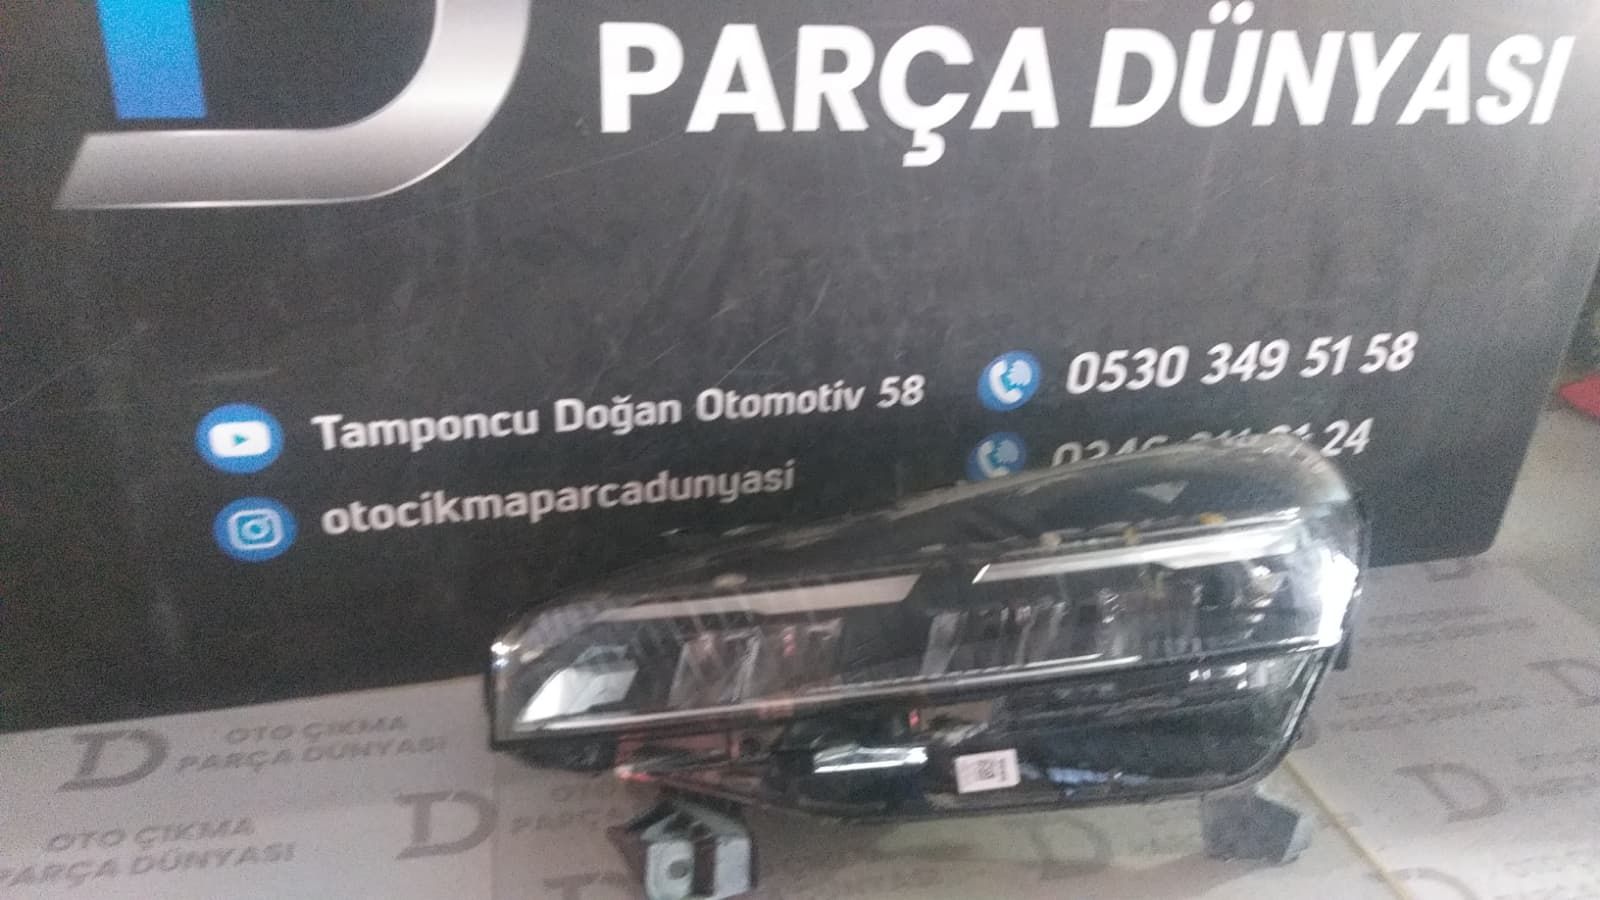 PARÇA DÜNYASI
Tamponcu Doğan Otomotiv 58
0530 349 51 58
otocikmaparcadunyasi
24
OTO ÇIKMA
PARÇA DÜNYASI
OTO ÇIKMA
PARÇA DÜNYASI